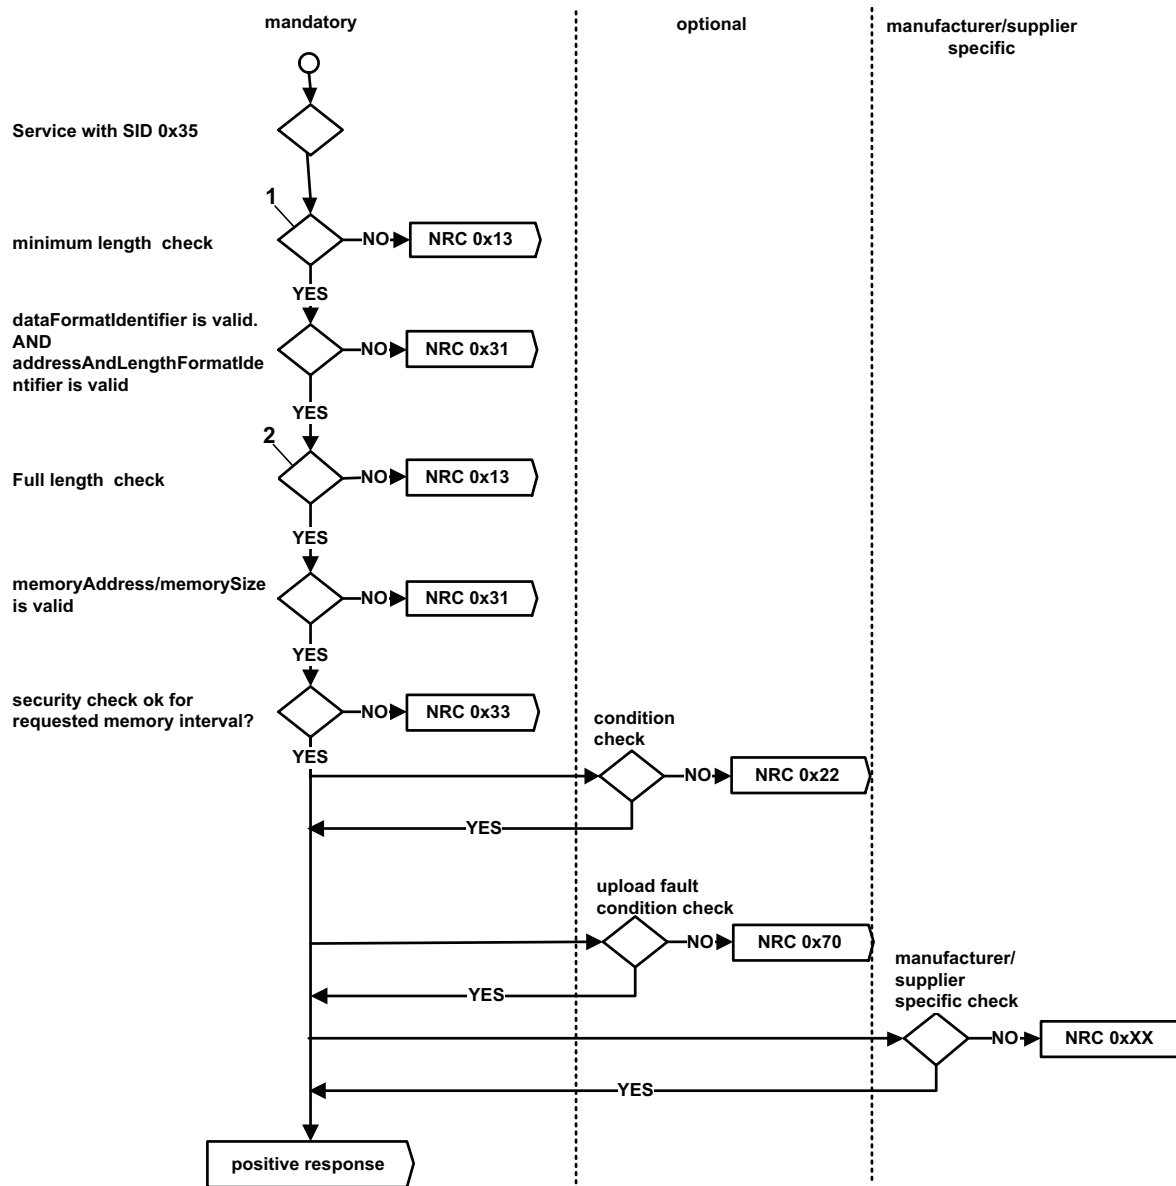 mandatory
optional
manufacturer/supplier
specific
Service with SID 0x35
1
minimum length check
NO
NRC 0x13
YES
dataFormatIdentifier is valid.
AND
addressAndLengthFormatIde
ntifier is valid
NO
NRC 0x31
YES
2
Full length check
NO
NRC 0x13
YES
memoryAddress/memorySize
is valid
NO
NRC 0x31
YES
security check ok for
requested memory interval?
NO
NRC 0x33
YES
condition
check
NO
NRC 0x22
YES
upload fault
condition check
NO
NRC 0x70
YES
manufacturer/
supplier
specific check
NO
NRC 0xXX
YES
positive response